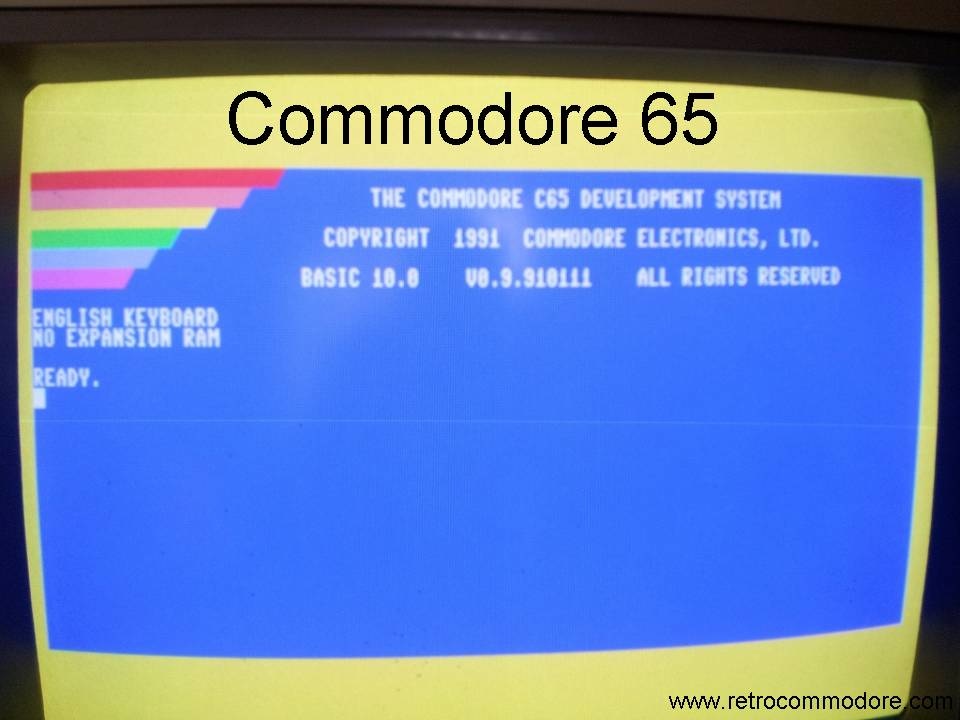 Commodore 65
THE COMMODORE C65 DEVELOPMENT SYSTEM
COPYRIGHT 1991 COMMODORE ELECTRONICS, LTD.
BASIC 10.0 V0.9.910111 ALL RIGHTS RESERVED
ENGLISH KEYBOARD
NO EXPANSION RAM
READY.
www.retrocommodore.com